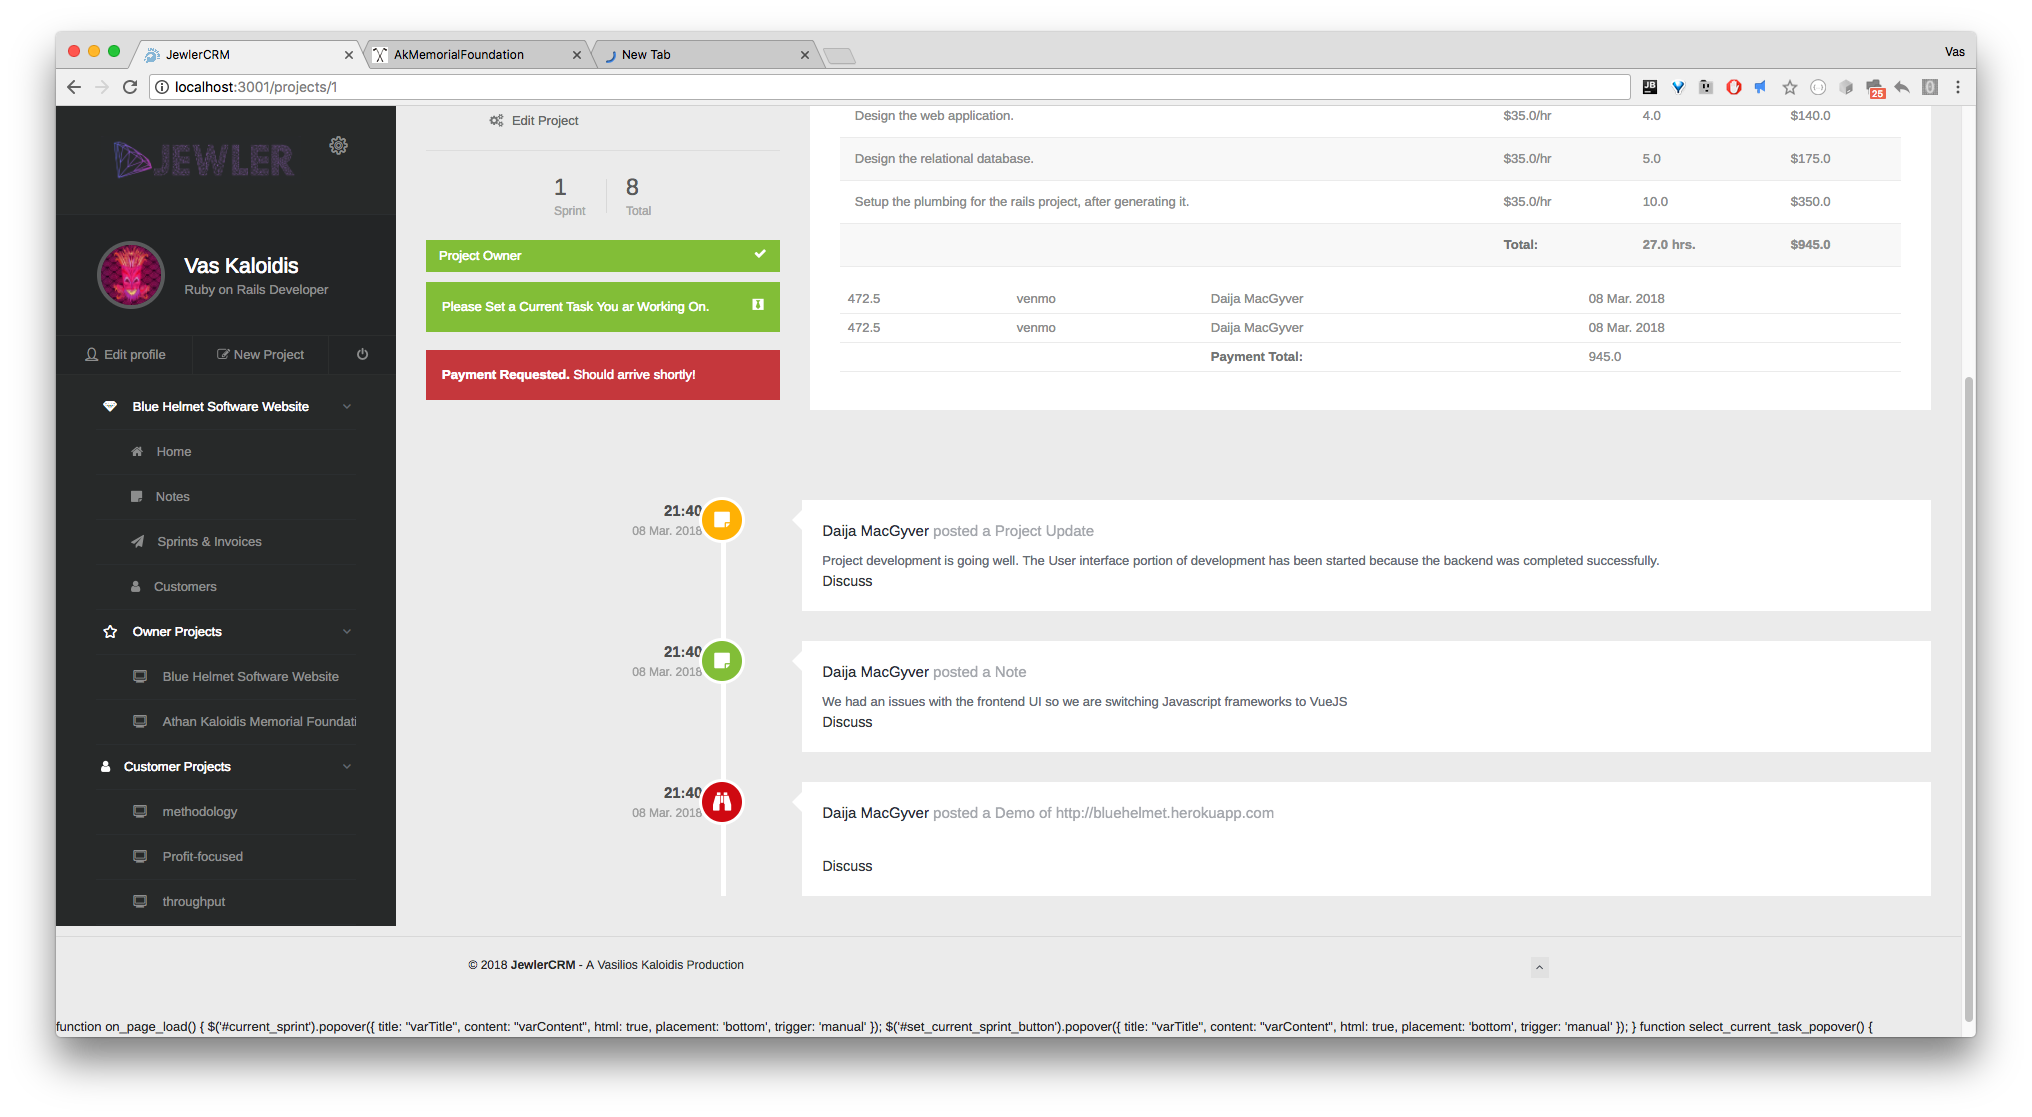 JewlerCRM
AkMemorialFoundation
New Tab
Vas
localhost:3001/projects/1
JB
25
JEWLER
Vas Kaloidis
Ruby on Rails Developer
Edit profile
New Project
Blue Helmet Software Website
Home
Notes
Sprints & Invoices
Customers
Owner Projects
Blue Helmet Software Website
Athan Kaloidis Memorial Foundati
Customer Projects
methodology
Profit-focused
throughput
Edit Project
1 8
Sprint Total
Project Owner
Please Set a Current Task You ar Working On.
Payment Requested. Should arrive shortly!
Design the web application. $35.0/hr 4.0 $140.0
Design the relational database. $35.0/hr 5.0 $175.0
Setup the plumbing for the rails project, after generating it. $35.0/hr 10.0 $350.0
Total: 27.0 hrs. $945.0
472.5 venmo Daija MacGyver 08 Mar. 2018
472.5 venmo Daija MacGyver 08 Mar. 2018
Payment Total: 945.0
21:40
08 Mar. 2018
Daija MacGyver posted a Project Update
Project development is going well. The User interface portion of development has been started because the backend was completed successfully.
Discuss
21:40
08 Mar. 2018
Daija MacGyver posted a Note
We had an issues with the frontend UI so we are switching Javascript frameworks to VueJS
Discuss
21:40
08 Mar. 2018
Daija MacGyver posted a Demo of http://bluehelmet.herokuapp.com
Discuss
© 2018 JewlerCRM - A Vasilios Kaloidis Production
function on_page_load() { $('#current_sprint').popover({ title: "varTitle", content: "varContent", html: true, placement: 'bottom', trigger: 'manual' }); $('#set_current_sprint_button').popover({ title: "varTitle", content: "varContent", html: true, placement: 'bottom', trigger: 'manual' }); } function select_current_task_popover() {